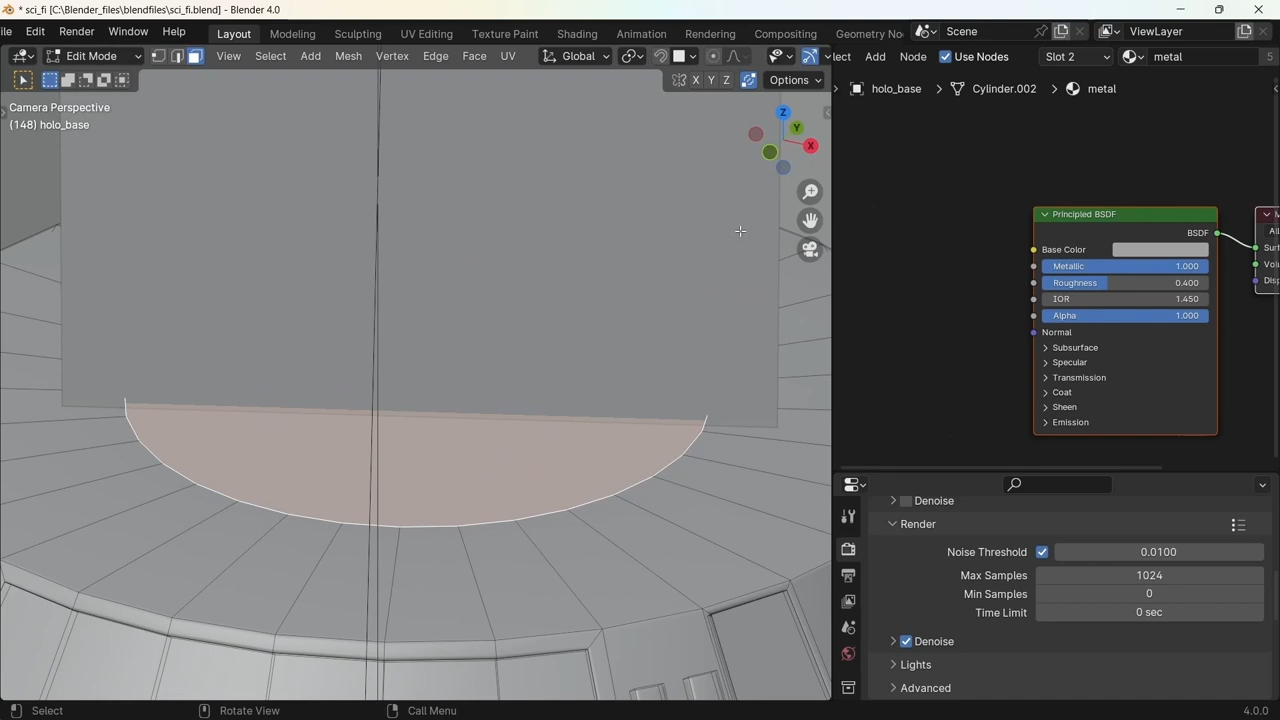 * sci_fi [C:\Blender_files\blendfiles\sci_fi.blend] - Blender 4.0
ile Edit Render Window Help Layout Modeling Sculpting UV Editing Texture Paint Shading Animation Rendering Compositing Geometry No Scene ViewLayer
Edit Mode View Select Add Mesh Vertex Edge Face UV Global lect Add Node Use Nodes Slot 2 metal 5
X Y Z Options
holo_base Cylinder.002 metal
Camera Perspective
(148) holo_base
Z
Y
X
Principled BSDF
BSDF
Al
Base Color
Surf
Metallic 1.000
Vol
Roughness 0.400
Disp
IOR 1.450
Alpha 1.000
Normal
Subsurface
Specular
Transmission
Coat
Sheen
Emission
Denoise
Render
Noise Threshold 0.0100
Max Samples 1024
Min Samples 0
Time Limit 0 sec
Denoise
Lights
Advanced
Select Rotate View Call Menu 4.0.0